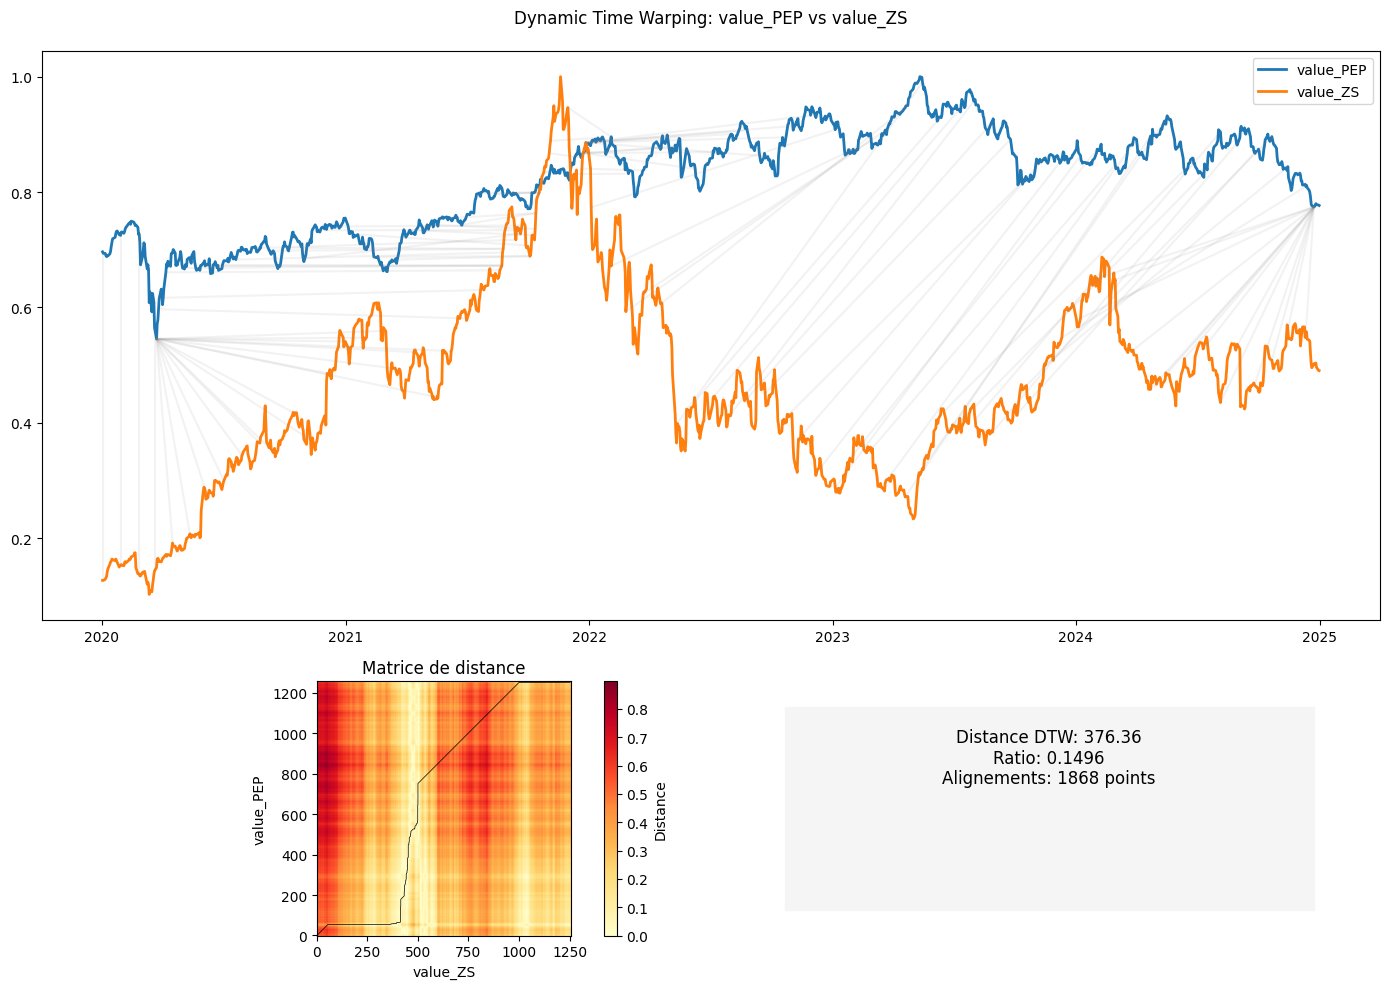 Dynamic Time Warping: value_PEP vs value_ZS
value_PEP
value_ZS
1.0
0.8
0.6
0.4
0.2
2020 2021 2022 2023 2024 2025
Matrice de distance
value_PEP
1200
1000
800
600
400
200
0
0 250 500 750 1000 1250
value_ZS
0.8
0.7
0.6
0.5
0.4
0.3
0.2
0.1
0.0
Distance
Distance DTW: 376.36
Ratio: 0.1496
Alignements: 1868 points